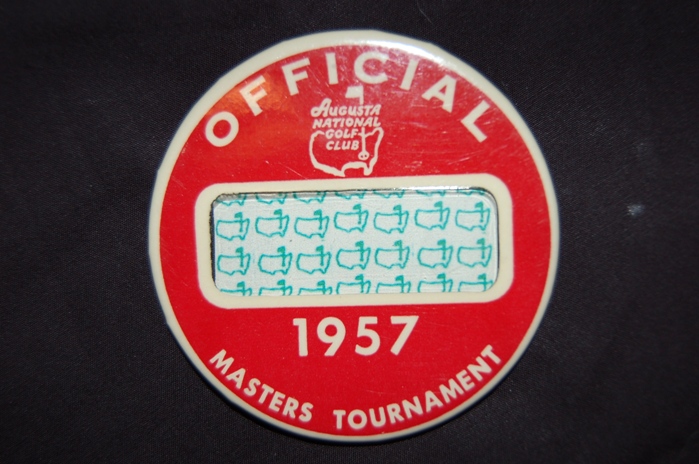 OFFICIAL
AUGUSTA
NATIONAL
GOLF
CLUB
1957
MASTERS TOURNAMENT